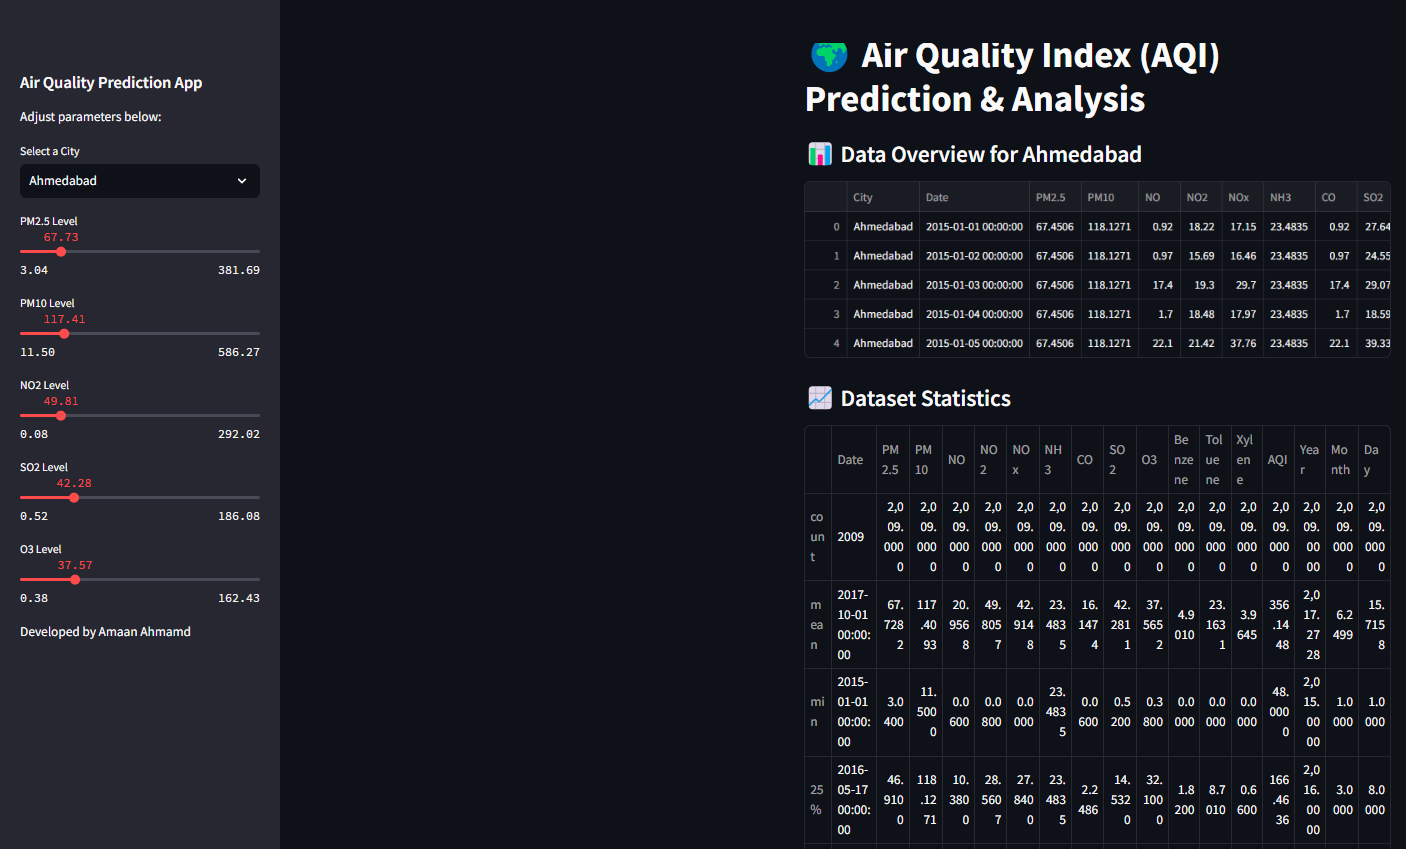 Air Quality Prediction App
Adjust parameters below:
Select a City
Ahmedabad
PM2.5 Level
67.73
3.04 381.69
PM10 Level
117.41
11.50 586.27
NO2 Level
49.81
0.08 292.02
SO2 Level
42.28
0.52 186.08
O3 Level
37.57
0.38 162.43
Developed by Amaan Ahmamd
Air Quality Index (AQI)
Prediction & Analysis
Data Overview for Ahmedabad
City Date PM2.5 PM10 NO NO2 NOx NH3 CO SO2
0 Ahmedabad 2015-01-01 00:00:00 67.4506 118.1271 0.92 18.22 17.15 23.4835 0.92 27.64
1 Ahmedabad 2015-01-02 00:00:00 67.4506 118.1271 0.97 15.69 16.46 23.4835 0.97 24.55
2 Ahmedabad 2015-01-03 00:00:00 67.4506 118.1271 17.4 19.3 29.7 23.4835 17.4 29.07
3 Ahmedabad 2015-01-04 00:00:00 67.4506 118.1271 1.7 18.48 17.97 23.4835 1.7 18.59
4 Ahmedabad 2015-01-05 00:00:00 67.4506 118.1271 22.1 21.42 37.76 23.4835 22.1 39.33
Dataset Statistics
Date PM2.5 PM10 NO NO2 NOx NH3 CO SO2 O3 Benzene Toluene Xylene AQI Year Month Day
count 2009 2,009.0000 2,009.0000 2,009.0000 2,009.0000 2,009.0000 2,009.0000 2,009.0000 2,009.0000 2,009.0000 2,009.0000 2,009.0000 2,009.0000 2,009.0000 2,009.0000 2,009.0000 2,009.0000
mean 2017-10-01 00:00:00 67.7282 117.4093 20.9568 49.8057 42.9148 23.4835 16.1474 42.2811 37.5652 4.9010 23.1631 3.9645 356.1448 2,017.2728 6.2499 15.7158
min 2015-01-01 00:00:00 3.0400 11.5000 0.0600 0.0800 0.0000 23.4835 0.0600 0.5200 0.3800 0.0000 0.0000 0.0000 48.0000 2,015.0000 1.0000 1.0000
25% 2016-05-17 00:00:00 46.9100 118.1271 10.3800 28.5607 27.8400 23.4835 2.2486 14.5320 32.1000 1.8200 8.7010 0.6600 166.4636 2,016.0000 3.0000 8.0000